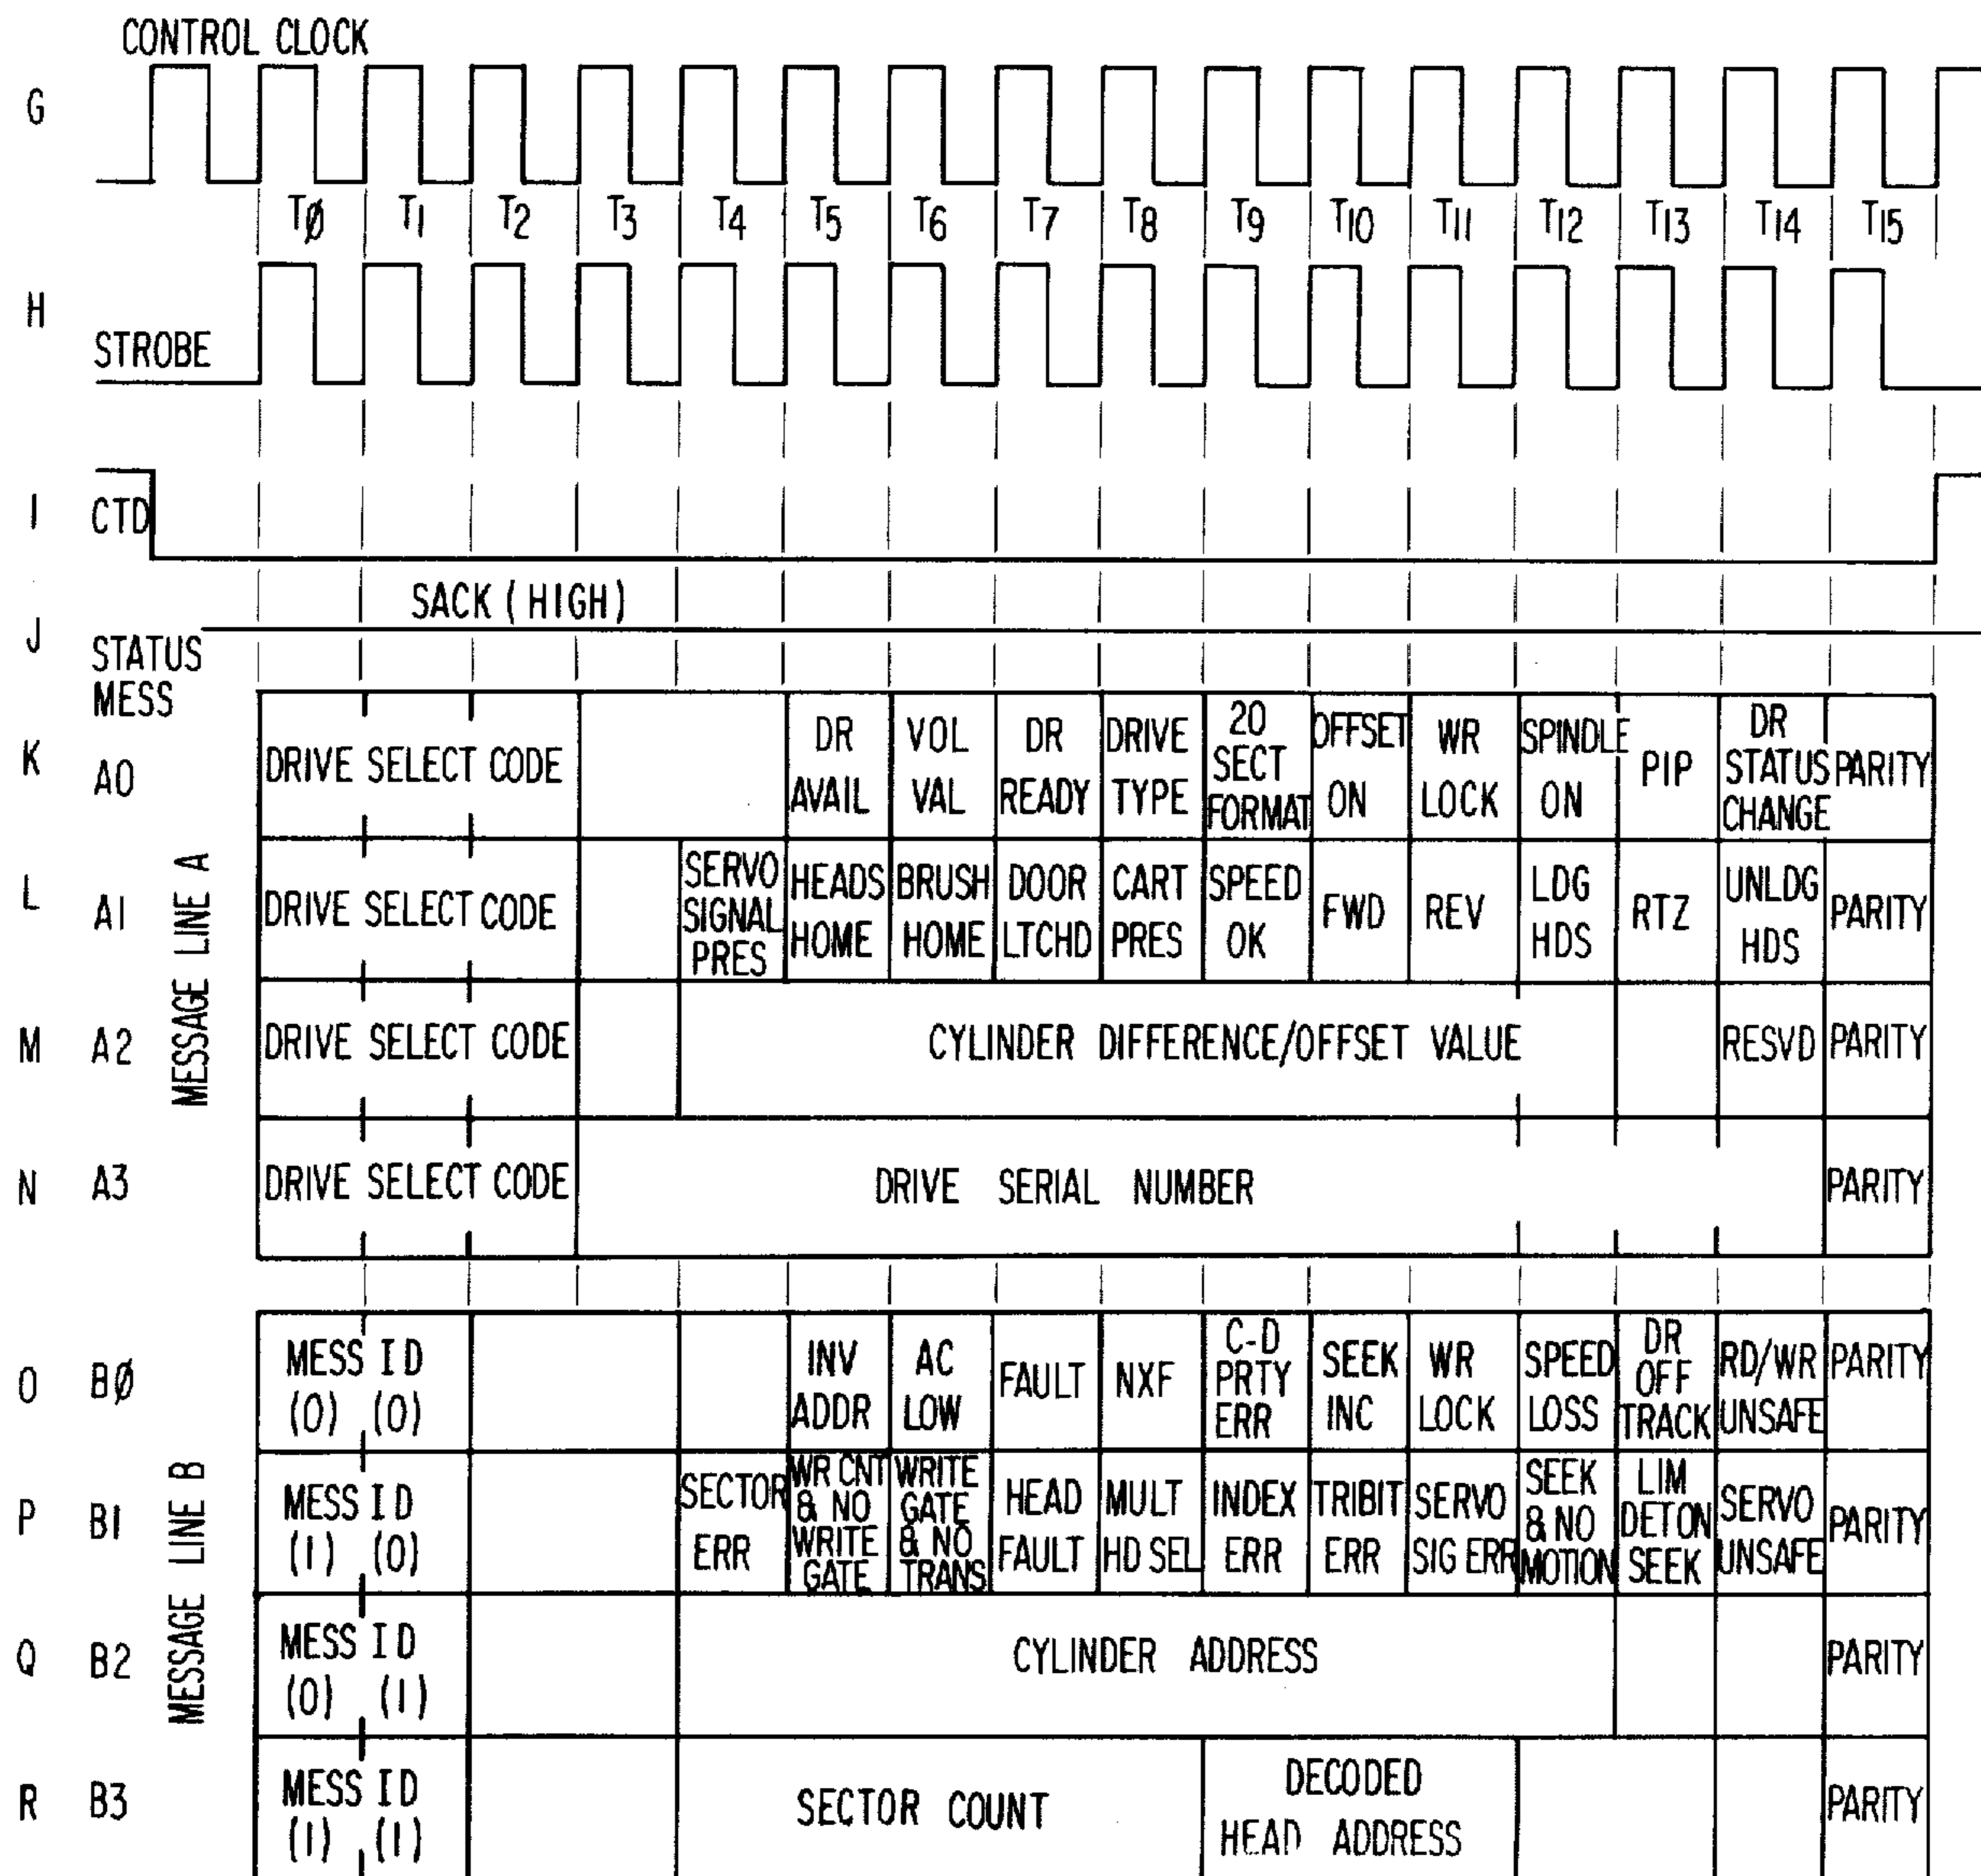 CONTROL CLOCK
G
TØ T1 T2 T3 T4 T5 T6 T7 T8 T9 T10 T11 T12 T13 T14 T15
H
STROBE
I CTD
SACK (HIGH)
J
STATUS
MESS
MESSAGE LINE A
K A0
DRIVE SELECT CODE
DR
AVAIL
VOL
VAL
DR
READY
DRIVE
TYPE
20
SECT
FORMAT
OFFSET
ON
WR
LOCK
SPINDLE
ON
PIP
DR
STATUS
CHANGE
PARITY
L A1
DRIVE SELECT CODE
SERVO
SIGNAL
PRES
HEADS
HOME
BRUSH
HOME
DOOR
LTCHD
CART
PRES
SPEED
OK
FWD
REV
LDG
HDS
RTZ
UNLDG
HDS
PARITY
M A2
DRIVE SELECT CODE
CYLINDER DIFFERENCE/OFFSET VALUE
RESVD
PARITY
N A3
DRIVE SELECT CODE
DRIVE SERIAL NUMBER
PARITY
MESSAGE LINE B
O BØ
MESS ID
(0) (0)
INV
ADDR
AC
LOW
FAULT
NXF
C-D
PRTY
ERR
SEEK
INC
WR
LOCK
SPEED
LOSS
DR
OFF
TRACK
RD/WR
UNSAFE
PARITY
P B1
MESS ID
(1) (0)
SECTOR
ERR
WR CNT
& NO
WRITE
GATE
WRITE
GATE
& NO
TRANS
HEAD
FAULT
MULT
HD SEL
INDEX
ERR
TRIBIT
ERR
SERVO
SIG ERR
SEEK
& NO
MOTION
LIM
DETON
SEEK
SERVO
UNSAFE
PARITY
Q B2
MESS ID
(0) (1)
CYLINDER ADDRESS
PARITY
R B3
MESS ID
(1) (1)
SECTOR COUNT
DECODED
HEAD ADDRESS
PARITY